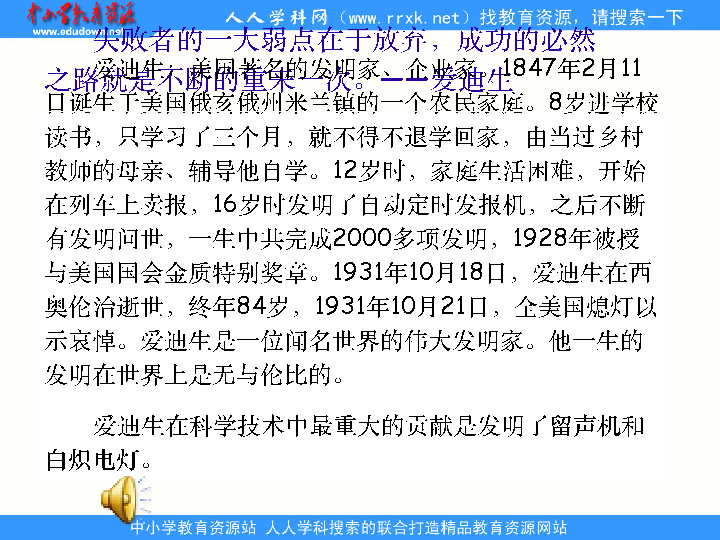 中小学教育资源
www.edudown.net
人人学科网（www.rrxk.net）找教育资源，请搜索一下
失败者的一大弱点在于放弃，成功的必然
之路就是不断的重来一次。——爱迪生
爱迪生，美国著名的发明家、企业家。1847年2月11
日诞生于美国俄亥俄州米兰镇的一个农民家庭。8岁进学校
读书，只学习了三个月，就不得不退学回家，由当过乡村
教师的母亲、辅导他自学。12岁时，家庭生活困难，开始
在列车上卖报，16岁时发明了自动定时发报机，之后不断
有发明问世，一生中共完成2000多项发明，1928年被授
与美国国会金质特别奖章。1931年10月18日，爱迪生在西
奥伦治逝世，终年84岁，1931年10月21日，全美国熄灯以
示哀悼。爱迪生是一位闻名世界的伟大发明家。他一生的
发明在世界上是无与伦比的。
爱迪生在科学技术中最重大的贡献是发明了留声机和
白炽电灯。
中小学教育资源站 人人学科搜索的联合打造精品教育资源网站